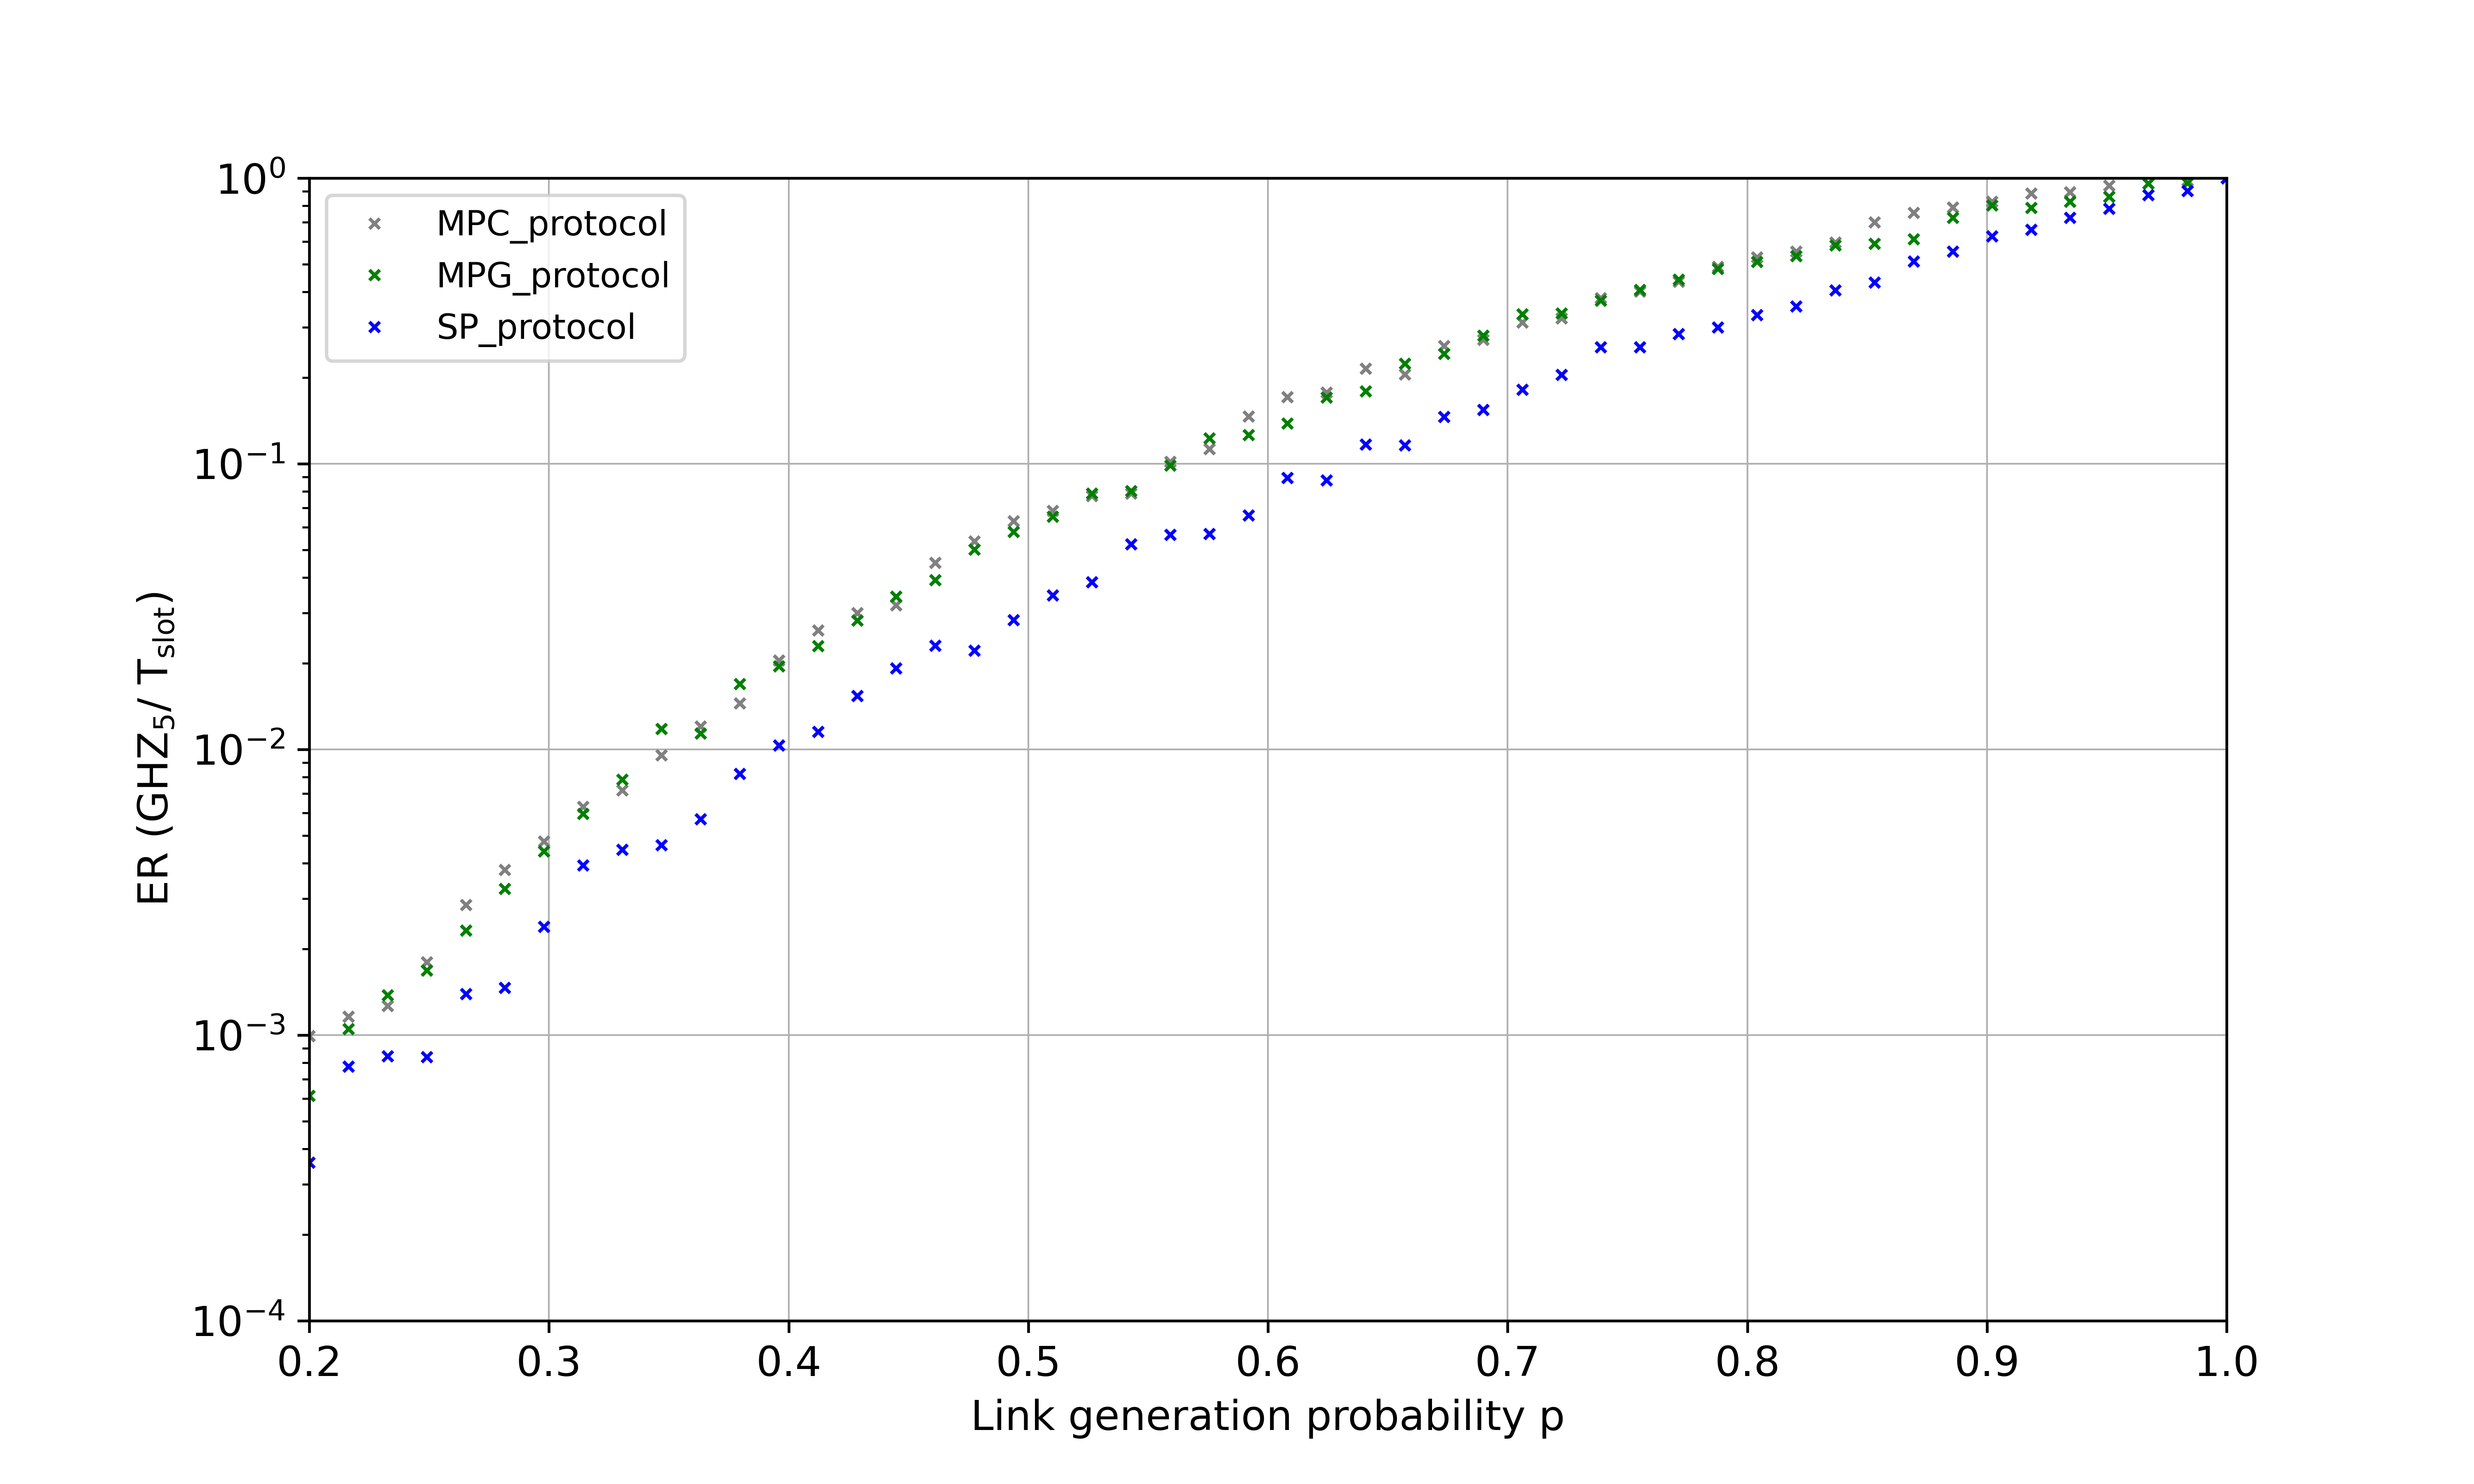 MPC_protocol
MPG_protocol
SP_protocol
10⁰
10⁻¹
10⁻²
10⁻³
10⁻⁴
ER (GHZ₅/ Tₛₗₒₜ)
0.2 0.3 0.4 0.5 0.6 0.7 0.8 0.9 1.0
Link generation probability p